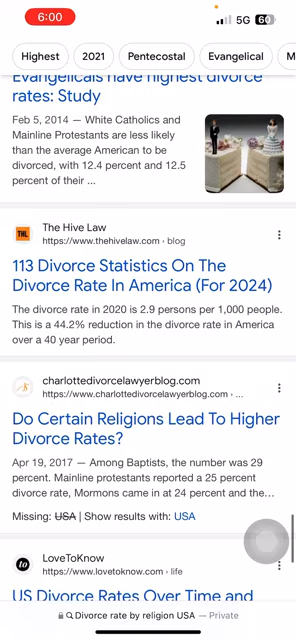 6:00
5G 60
Highest 2021 Pentecostal Evangelical M
Evangelicals have highest divorce
rates: Study
Feb 5, 2014 — White Catholics and
Mainline Protestants are less likely
than the average American to be
divorced, with 12.4 percent and 12.5
percent of their ...
THL
The Hive Law
https://www.thehivelaw.com › blog
113 Divorce Statistics On The
Divorce Rate In America (For 2024)
The divorce rate in 2020 is 2.9 persons per 1,000 people.
This is a 44.2% reduction in the divorce rate in America
over a 40 year period.
charlottedivorcelawyerblog.com
https://www.charlottedivorcelawyerblog.com › ...
Do Certain Religions Lead To Higher
Divorce Rates?
Apr 19, 2017 — Among Baptists, the number was 29
percent. Mainline protestants reported a 25 percent
divorce rate, Mormons came in at 24 percent and the...
Missing: USA | Show results with: USA
to
LoveToKnow
https://www.lovetoknow.com › life
US Divorce Rates Over Time and
Divorce rate by religion USA — Private